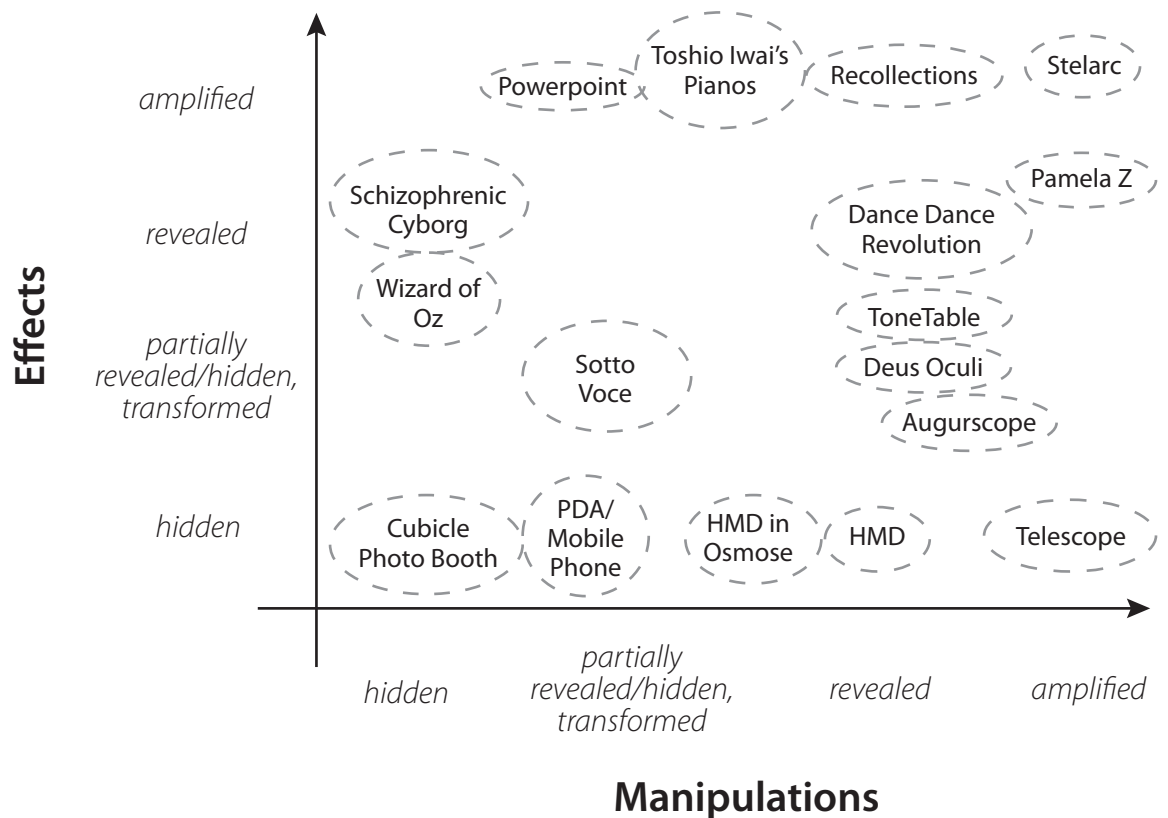 Toshio Iwai's
Pianos
Powerpoint
Recollections
Stelarc
amplified
Schizophrenic
Cyborg
Pamela Z
Dance Dance
Revolution
revealed
Wizard of
Oz
ToneTable
Effects
partially
revealed/hidden,
transformed
Sotto
Voce
Deus Oculi
Augurscope
hidden
Cubicle
Photo Booth
PDA/
Mobile
Phone
HMD in
Osmose
HMD
Telescope
hidden
partially
revealed/hidden,
transformed
revealed
amplified
Manipulations